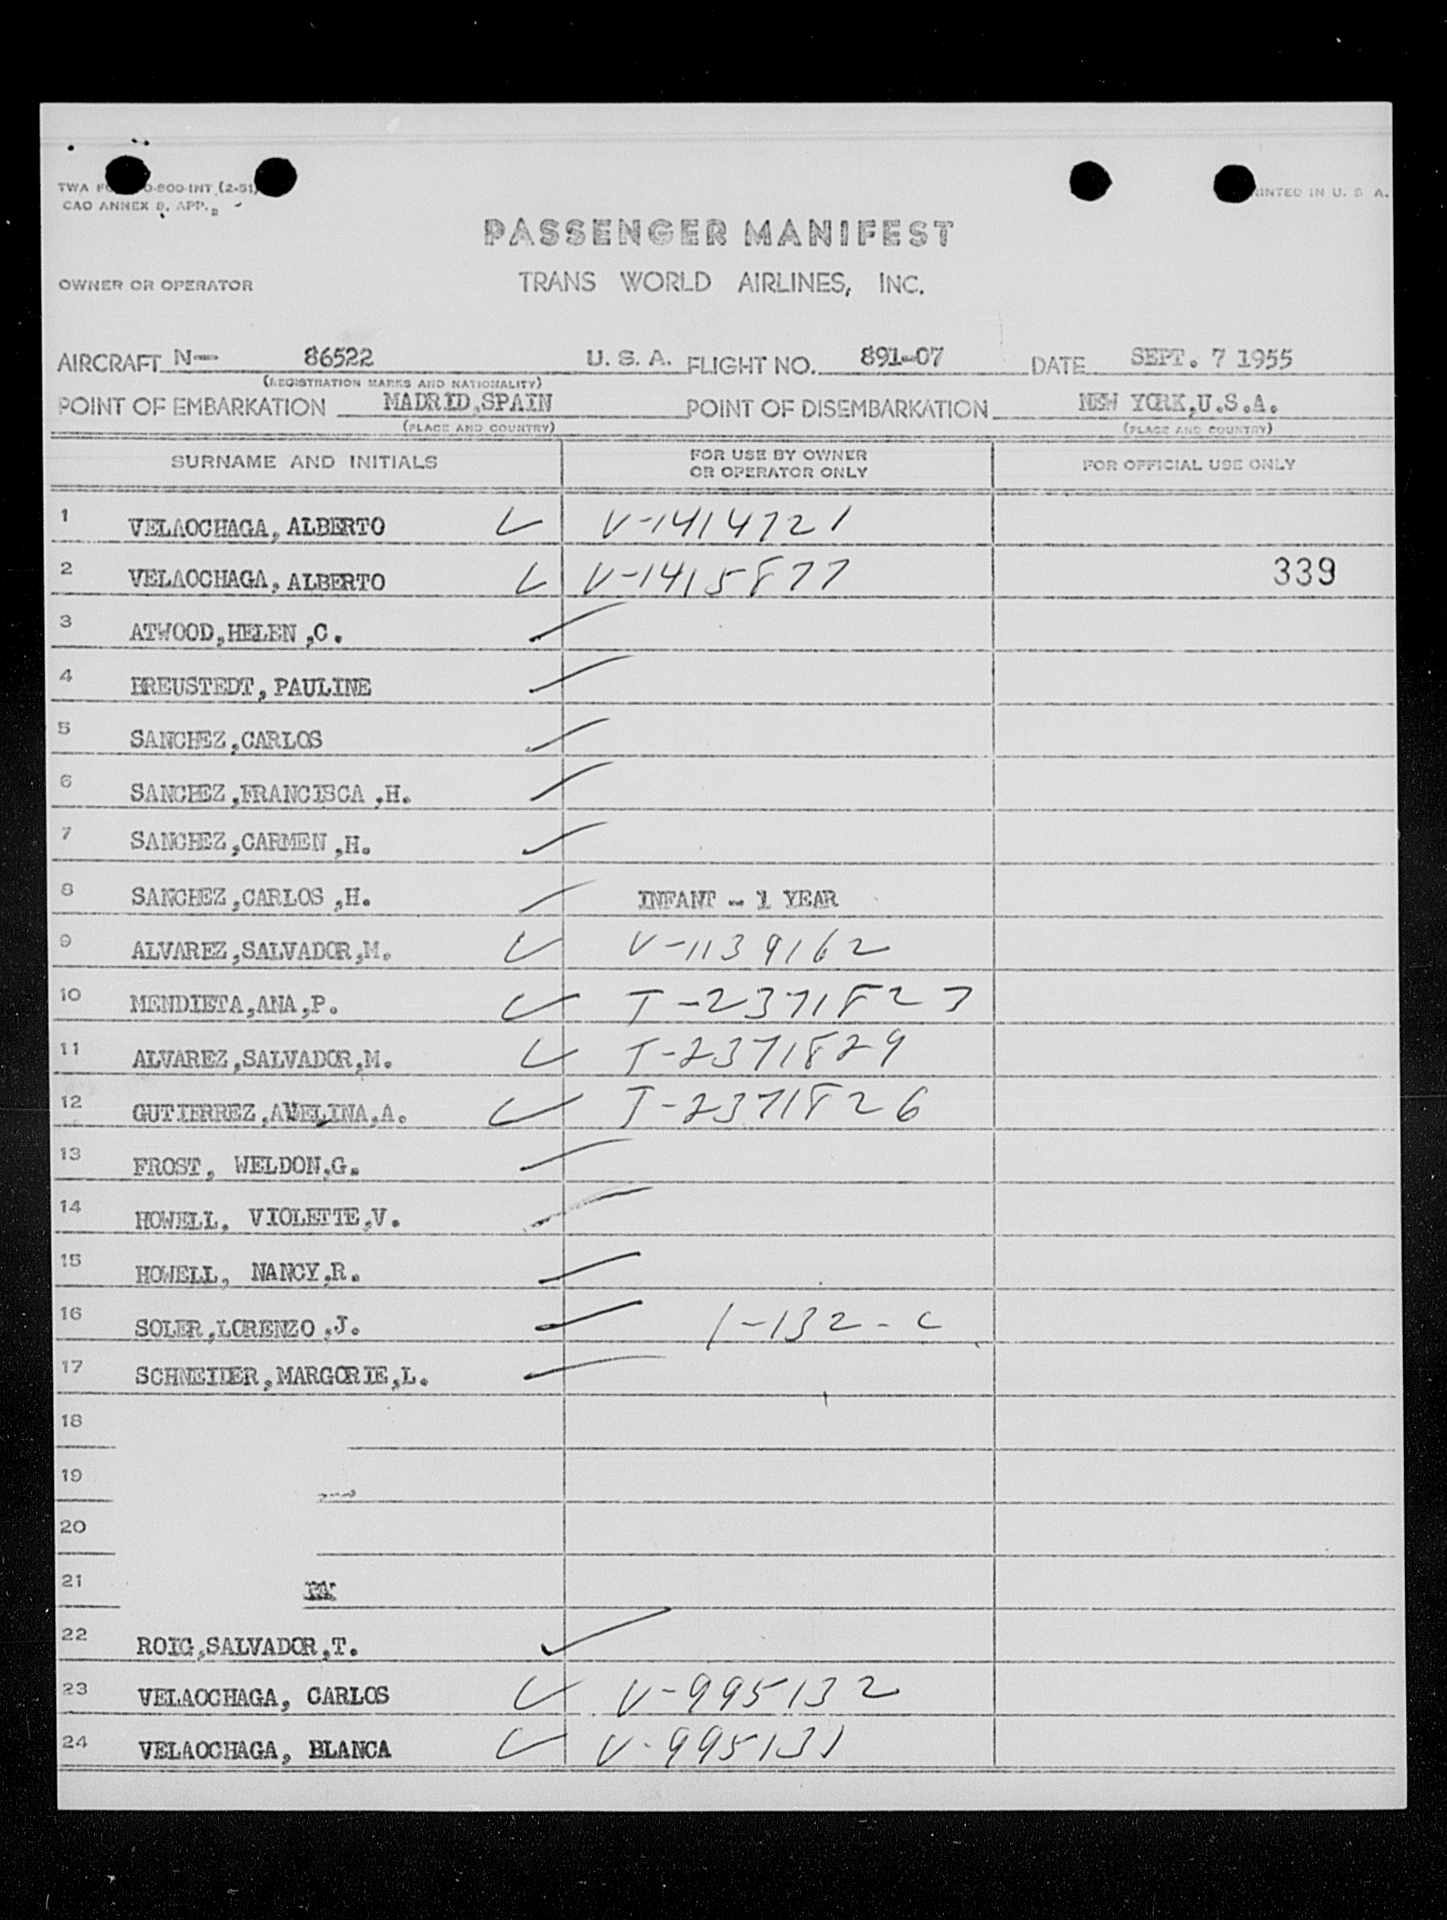 TWA FO 0-800-INT.(2-51)
CAO ANNEX 9, APP.
PRINTED IN U. S. A.
PASSENGER MANIFEST
OWNER OR OPERATOR TRANS WORLD AIRLINES, INC.
AIRCRAFT N- 86522 U. S. A. FLIGHT NO. 891-07 DATE SEPT. 7 1955
(REGISTRATION MARKS AND NATIONALITY)
POINT OF EMBARKATION MADRID,SPAIN POINT OF DISEMBARKATION NEW YORK,U.S.A.
(PLACE AND COUNTRY) (PLACE AND COUNTRY)
SURNAME AND INITIALS FOR USE BY OWNER OR OPERATOR ONLY FOR OFFICIAL USE ONLY
1 VELAOCHAGA, ALBERTO V-1414721
2 VELAOCHAGA, ALBERTO V-1415877 339
3 ATWOOD,HELEN,C.
4 BREUSTEDT, PAULINE
5 SANCHEZ,CARLOS
6 SANCHEZ,FRANCISCA,H.
7 SANCHEZ,CARMEN,H.
8 SANCHEZ,CARLOS,H. INFANT - 1 YEAR
9 ALVAREZ,SALVADOR,M. V-1139162
10 MENDIETA,ANA,P. T-2371827
11 ALVAREZ,SALVADOR,M. T-2371829
12 GUTIERREZ,AVELINA,A. T-2371826
13 FROST, WELDON,G.
14 HOWELL, VIOLETTE,V.
15 HOWELL, NANCY,R.
16 SOLER,LORENZO,J. 1-132-C
17 SCHNEIDER,MARGORIE,L.
18
19
20
21
22 ROIG,SALVADOR,T.
23 VELAOCHAGA, CARLOS V-995132
24 VELAOCHAGA, BLANCA V-995131